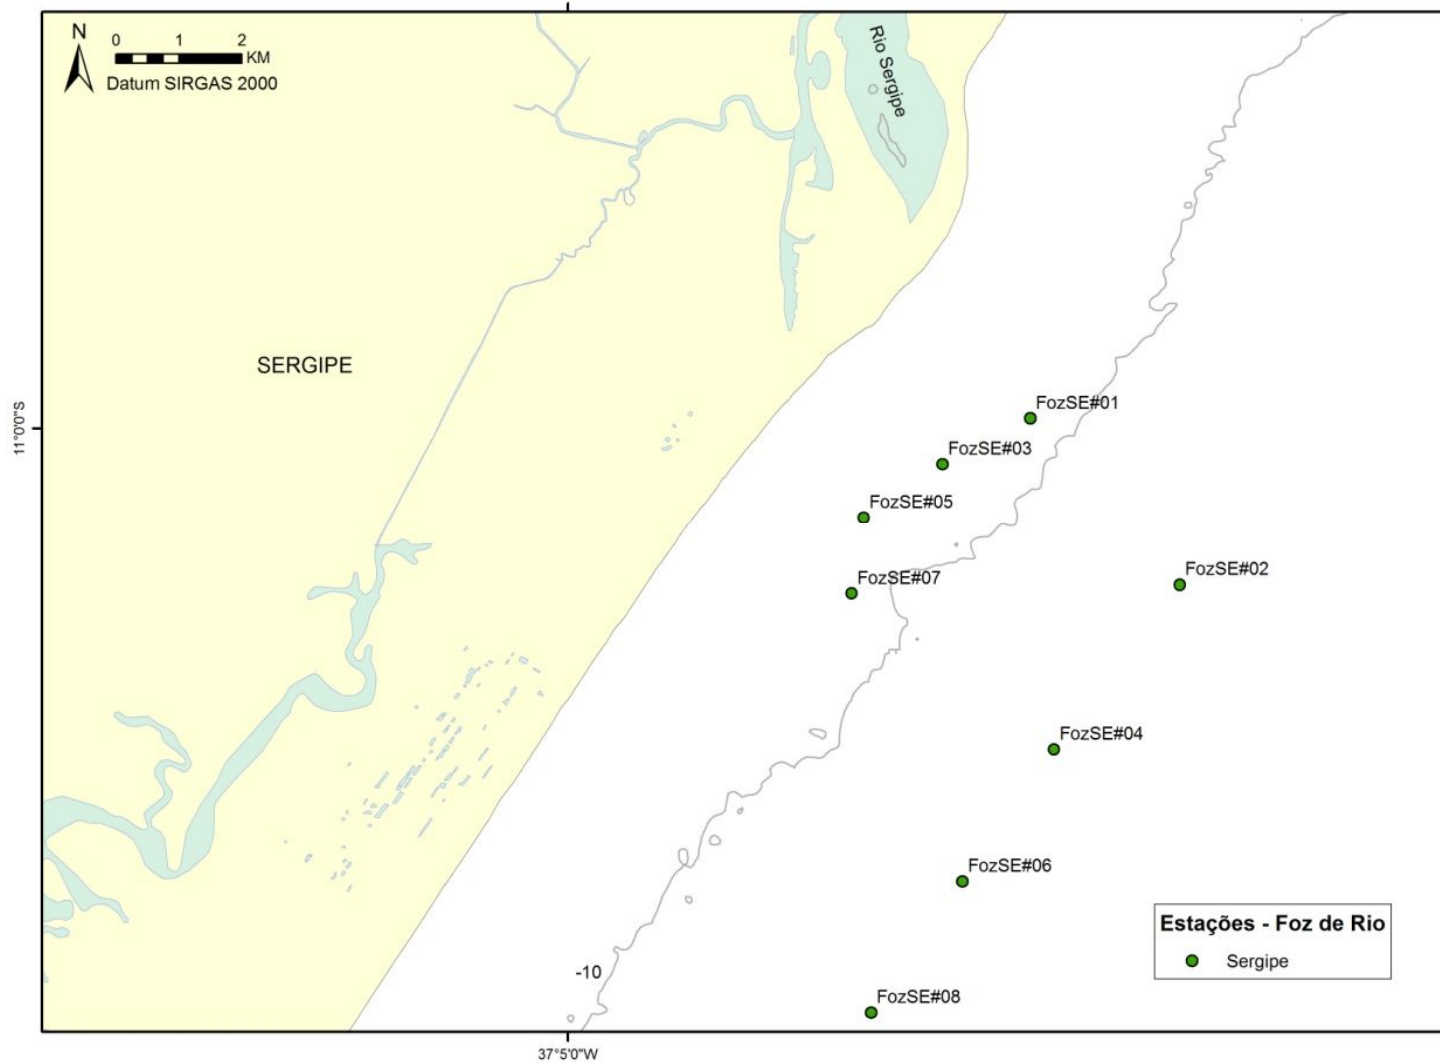 N
0 1 2
KM
Datum SIRGAS 2000
Rio Sergipe
SERGIPE
11°0'0"S
FozSE#01
FozSE#03
FozSE#05
FozSE#07
FozSE#02
FozSE#04
FozSE#06
FozSE#08
-10
Estações - Foz de Rio
Sergipe
37°5'0"W